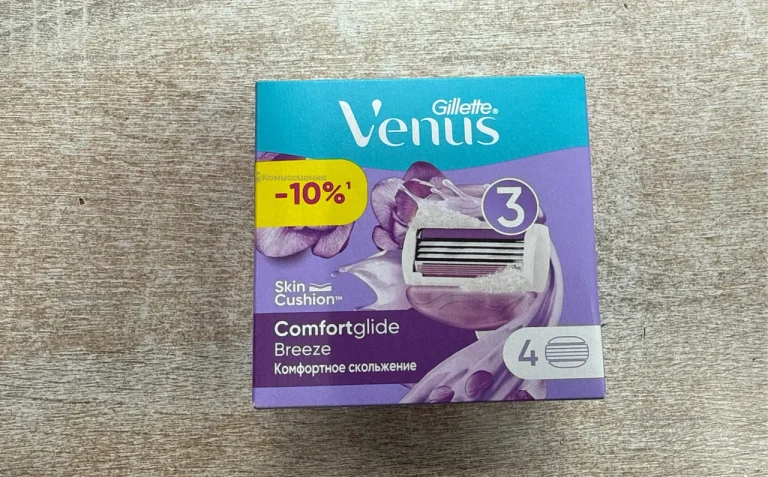 Gillette®
Venus
Комиссионка
-10%¹
3
Skin
Cushion™
Comfortglide
Breeze
Комфортное скольжение
4